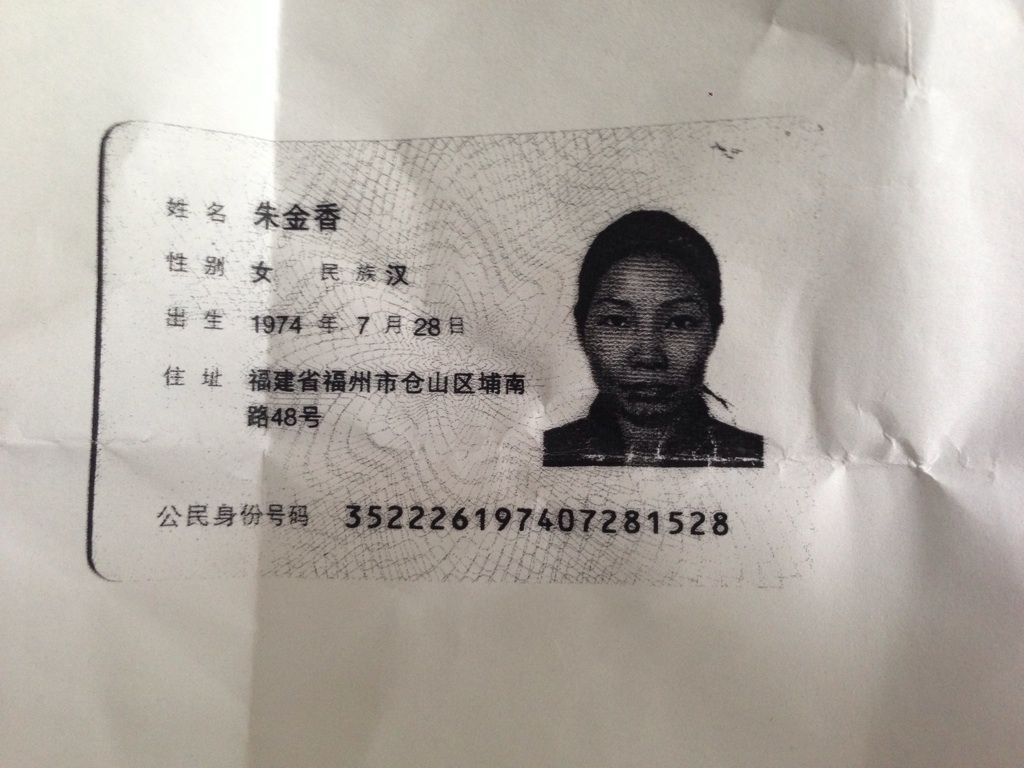 姓名 朱金香
性别 女 民族 汉
出生 1974 年 7 月 28 日
住址 福建省福州市仓山区埔南
路48号
公民身份号码 352226197407281528